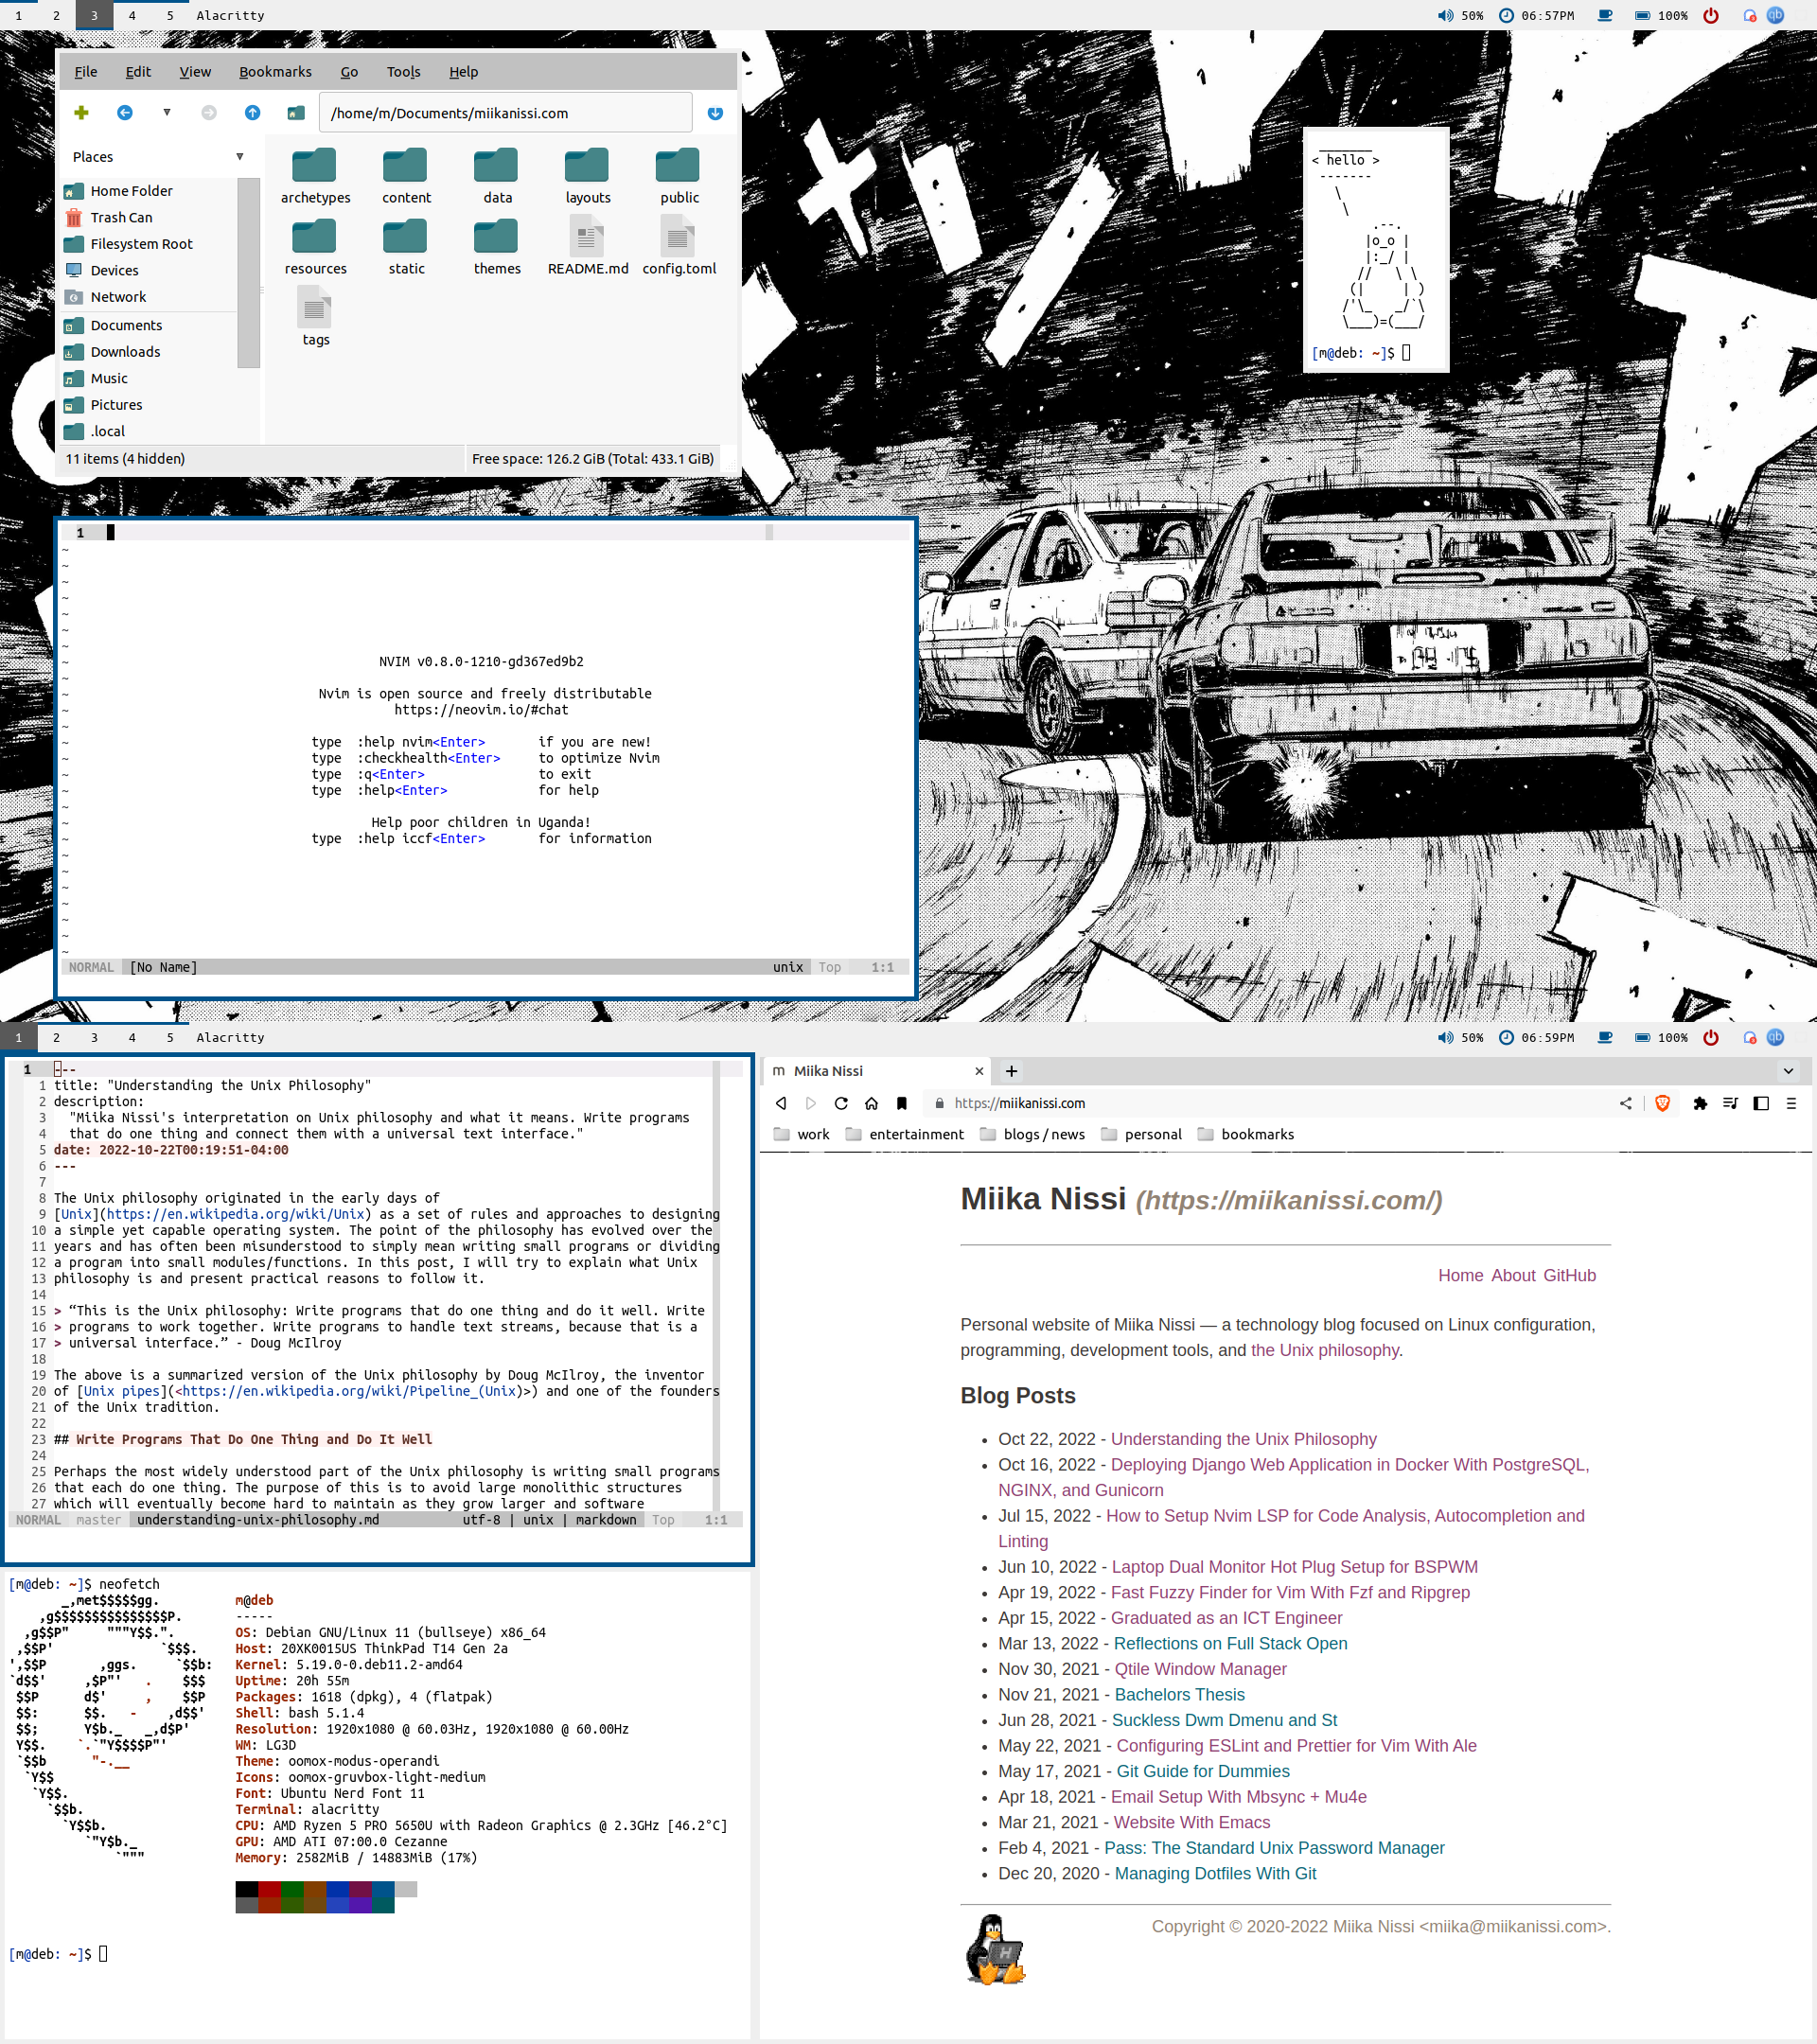 1 2 3 4 5 Alacritty 50% 06:57PM 100%
File Edit View Bookmarks Go Tools Help
/home/m/Documents/miikanissi.com
Places
Home Folder
Trash Can
Filesystem Root
Devices
Network
Documents
Downloads
Music
Pictures
.local
archetypes content data layouts public
resources static themes README.md config.toml
tags
11 items (4 hidden) Free space: 126.2 GiB (Total: 433.1 GiB)
 _______
< hello >
 -------
   \
    \
        .--.
       |o_o |
       |:_/ |
      //   \ \
     (|     | )
    /'\_   _/`\
    \___)=(___/
[m@deb: ~]$
1
NVIM v0.8.0-1210-gd367ed9b2
Nvim is open source and freely distributable
https://neovim.io/#chat
type  :help nvim<Enter>       if you are new!
type  :checkhealth<Enter>     to optimize Nvim
type  :q<Enter>               to exit
type  :help<Enter>            for help
Help poor children in Uganda!
type  :help iccf<Enter>       for information
NORMAL [No Name] unix Top 1:1
1 2 3 4 5 Alacritty 50% 06:59PM 100%
1 ---
1 title: "Understanding the Unix Philosophy"
2 description:
3   "Miika Nissi's interpretation on Unix philosophy and what it means. Write programs
4   that do one thing and connect them with a universal text interface."
5 date: 2022-10-22T00:19:51-04:00
6 ---
7
8 The Unix philosophy originated in the early days of
9 [Unix](https://en.wikipedia.org/wiki/Unix) as a set of rules and approaches to designing
10 a simple yet capable operating system. The point of the philosophy has evolved over the
11 years and has often been misunderstood to simply mean writing small programs or dividing
12 a program into small modules/functions. In this post, I will try to explain what Unix
13 philosophy is and present practical reasons to follow it.
14
15 > “This is the Unix philosophy: Write programs that do one thing and do it well. Write
16 > programs to work together. Write programs to handle text streams, because that is a
17 > universal interface.” - Doug McIlroy
18
19 The above is a summarized version of the Unix philosophy by Doug McIlroy, the inventor
20 of [Unix pipes](<https://en.wikipedia.org/wiki/Pipeline_(Unix)>) and one of the founders
21 of the Unix tradition.
22
23 ## Write Programs That Do One Thing and Do It Well
24
25 Perhaps the most widely understood part of the Unix philosophy is writing small programs
26 that each do one thing. The purpose of this is to avoid large monolithic structures
27 which will eventually become hard to maintain as they grow larger and software
NORMAL master understanding-unix-philosophy.md utf-8 | unix | markdown Top 1:1
[m@deb: ~]$ neofetch
m@deb
-----
OS: Debian GNU/Linux 11 (bullseye) x86_64
Host: 20XK0015US ThinkPad T14 Gen 2a
Kernel: 5.19.0-0.deb11.2-amd64
Uptime: 20h 55m
Packages: 1618 (dpkg), 4 (flatpak)
Shell: bash 5.1.4
Resolution: 1920x1080 @ 60.03Hz, 1920x1080 @ 60.00Hz
WM: LG3D
Theme: oomox-modus-operandi
Icons: oomox-gruvbox-light-medium
Font: Ubuntu Nerd Font 11
Terminal: alacritty
CPU: AMD Ryzen 5 PRO 5650U with Radeon Graphics @ 2.3GHz [46.2°C]
GPU: AMD ATI 07:00.0 Cezanne
Memory: 2582MiB / 14883MiB (17%)
[m@deb: ~]$
m Miika Nissi
https://miikanissi.com
work entertainment blogs / news personal bookmarks
Miika Nissi (https://miikanissi.com/)
Home About GitHub
Personal website of Miika Nissi — a technology blog focused on Linux configuration,
programming, development tools, and the Unix philosophy.
Blog Posts
• Oct 22, 2022 - Understanding the Unix Philosophy
• Oct 16, 2022 - Deploying Django Web Application in Docker With PostgreSQL,
NGINX, and Gunicorn
• Jul 15, 2022 - How to Setup Nvim LSP for Code Analysis, Autocompletion and
Linting
• Jun 10, 2022 - Laptop Dual Monitor Hot Plug Setup for BSPWM
• Apr 19, 2022 - Fast Fuzzy Finder for Vim With Fzf and Ripgrep
• Apr 15, 2022 - Graduated as an ICT Engineer
• Mar 13, 2022 - Reflections on Full Stack Open
• Nov 30, 2021 - Qtile Window Manager
• Nov 21, 2021 - Bachelors Thesis
• Jun 28, 2021 - Suckless Dwm Dmenu and St
• May 22, 2021 - Configuring ESLint and Prettier for Vim With Ale
• May 17, 2021 - Git Guide for Dummies
• Apr 18, 2021 - Email Setup With Mbsync + Mu4e
• Mar 21, 2021 - Website With Emacs
• Feb 4, 2021 - Pass: The Standard Unix Password Manager
• Dec 20, 2020 - Managing Dotfiles With Git
Copyright © 2020-2022 Miika Nissi <miika@miikanissi.com>.